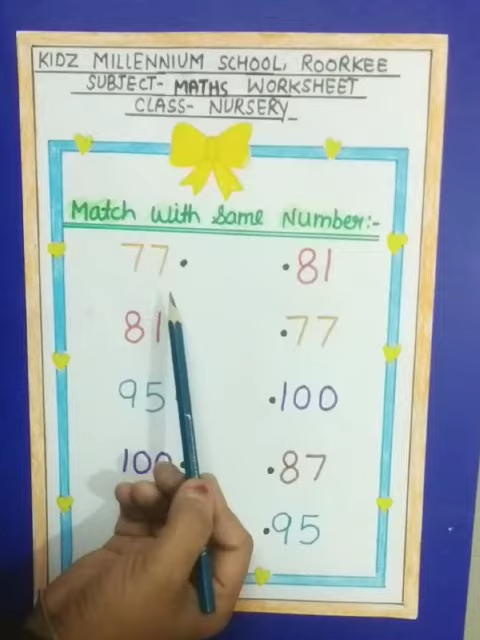 KIDZ MILLENNIUM SCHOOL, ROORKEE
SUBJECT- MATHS WORKSHEET
CLASS- NURSERY
Match with Same Number:-
77 • • 81
81 • 77
95 • 100
100 • • 87
• 95